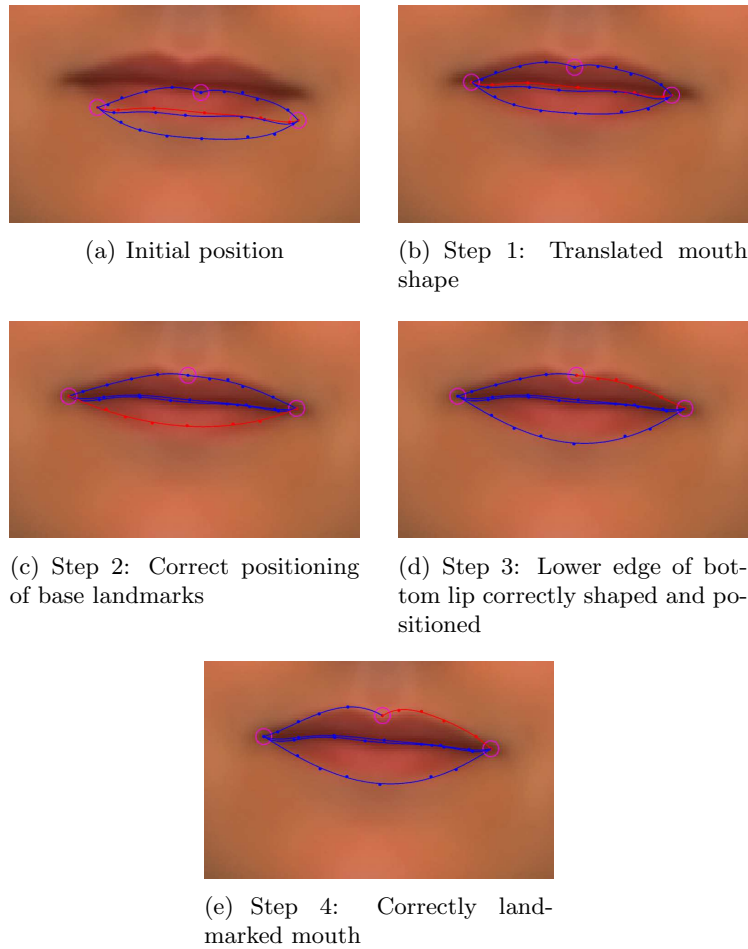 (a) Initial position
(b) Step 1: Translated mouth
shape
(c) Step 2: Correct positioning
of base landmarks
(d) Step 3: Lower edge of bot-
tom lip correctly shaped and po-
sitioned
(e) Step 4: Correctly land-
marked mouth